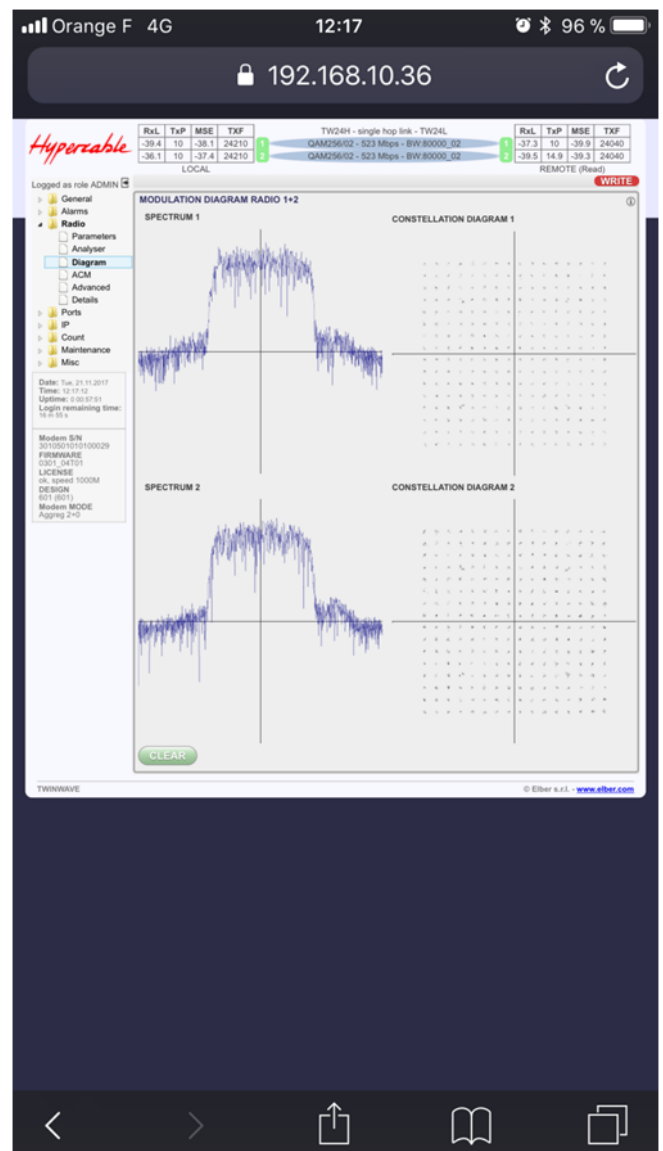 Orange F 4G 12:17 96 %
192.168.10.36
Hypercable
RxL TxP MSE TXF
-39.4 10 -38.1 24210 1
-36.1 10 -37.4 24210 2
LOCAL
TW24H - single hop link - TW24L
QAM256/02 - 523 Mbps - BW:80000_02
QAM256/02 - 523 Mbps - BW:80000_02
RxL TxP MSE TXF
1 -37.3 10 -39.9 24040
2 -39.5 14.9 -39.3 24040
REMOTE (Read)
WRITE
Logged as role ADMIN
General
Alarms
Radio
Parameters
Analyser
Diagram
ACM
Advanced
Details
Ports
IP
Count
Maintenance
Misc
Date: Tue, 21.11.2017
Time: 12:17:12
Uptime: 0 00:57:51
Login remaining time:
16 m 55 s
Modem S/N
3010501010100029
FIRMWARE
0301_04T01
LICENSE
ok, speed 1000M
DESIGN
601 (601)
Modem MODE
Aggreg 2+0
MODULATION DIAGRAM RADIO 1+2
SPECTRUM 1
CONSTELLATION DIAGRAM 1
SPECTRUM 2
CONSTELLATION DIAGRAM 2
CLEAR
TWINWAVE
© Elber s.r.l. - www.elber.com